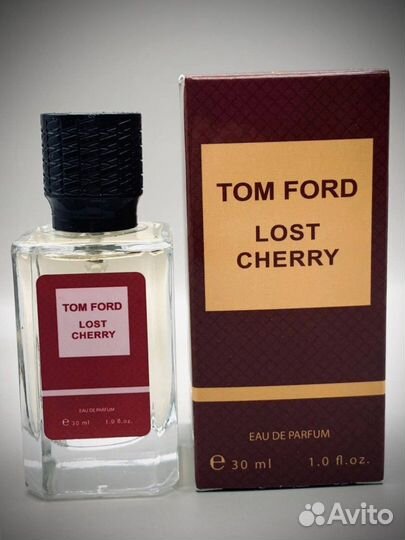 TOM FORD
LOST
CHERRY
EAU DE PARFUM
℮ 30 ml 1.0 fl.oz.
TOM FORD
LOST
CHERRY
EAU DE PARFUM
℮ 30 ml 1.0 fl.oz.
Avito